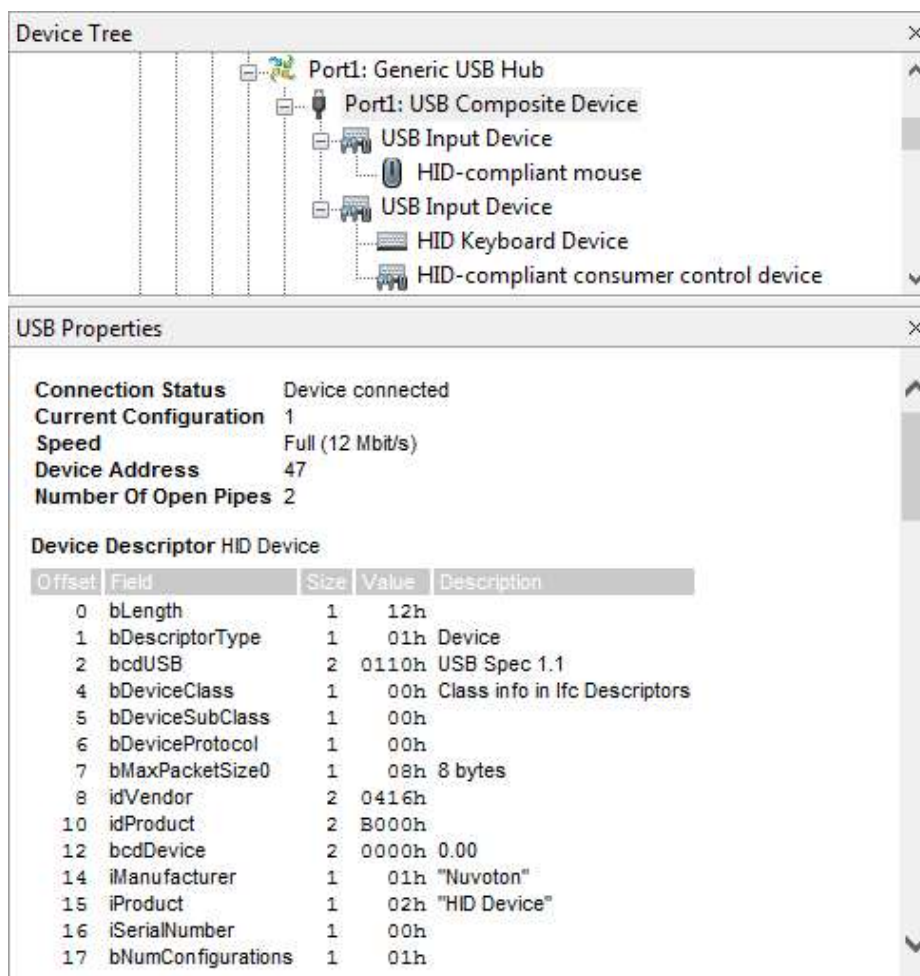 Device Tree
Port1: Generic USB Hub
Port1: USB Composite Device
USB Input Device
HID-compliant mouse
USB Input Device
HID Keyboard Device
HID-compliant consumer control device
USB Properties
Connection Status Device connected
Current Configuration 1
Speed Full (12 Mbit/s)
Device Address 47
Number Of Open Pipes 2
Device Descriptor HID Device
Offset Field Size Value Description
0 bLength 1 12h
1 bDescriptorType 1 01h Device
2 bcdUSB 2 0110h USB Spec 1.1
4 bDeviceClass 1 00h Class info in Ifc Descriptors
5 bDeviceSubClass 1 00h
6 bDeviceProtocol 1 00h
7 bMaxPacketSize0 1 08h 8 bytes
8 idVendor 2 0416h
10 idProduct 2 B000h
12 bcdDevice 2 0000h 0.00
14 iManufacturer 1 01h "Nuvoton"
15 iProduct 1 02h "HID Device"
16 iSerialNumber 1 00h
17 bNumConfigurations 1 01h